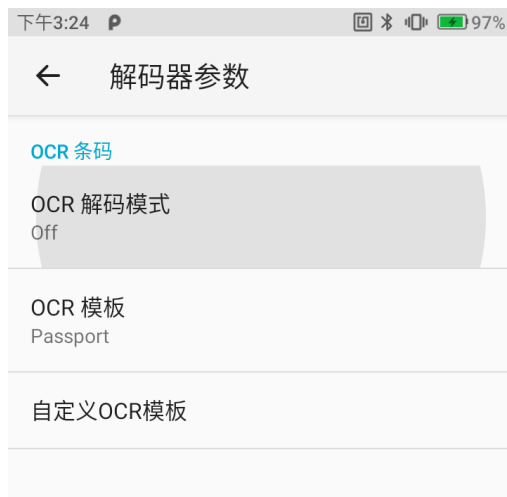 下午3:24 97%
解码器参数
OCR 条码
OCR 解码模式
Off
OCR 模板
Passport
自定义OCR模板